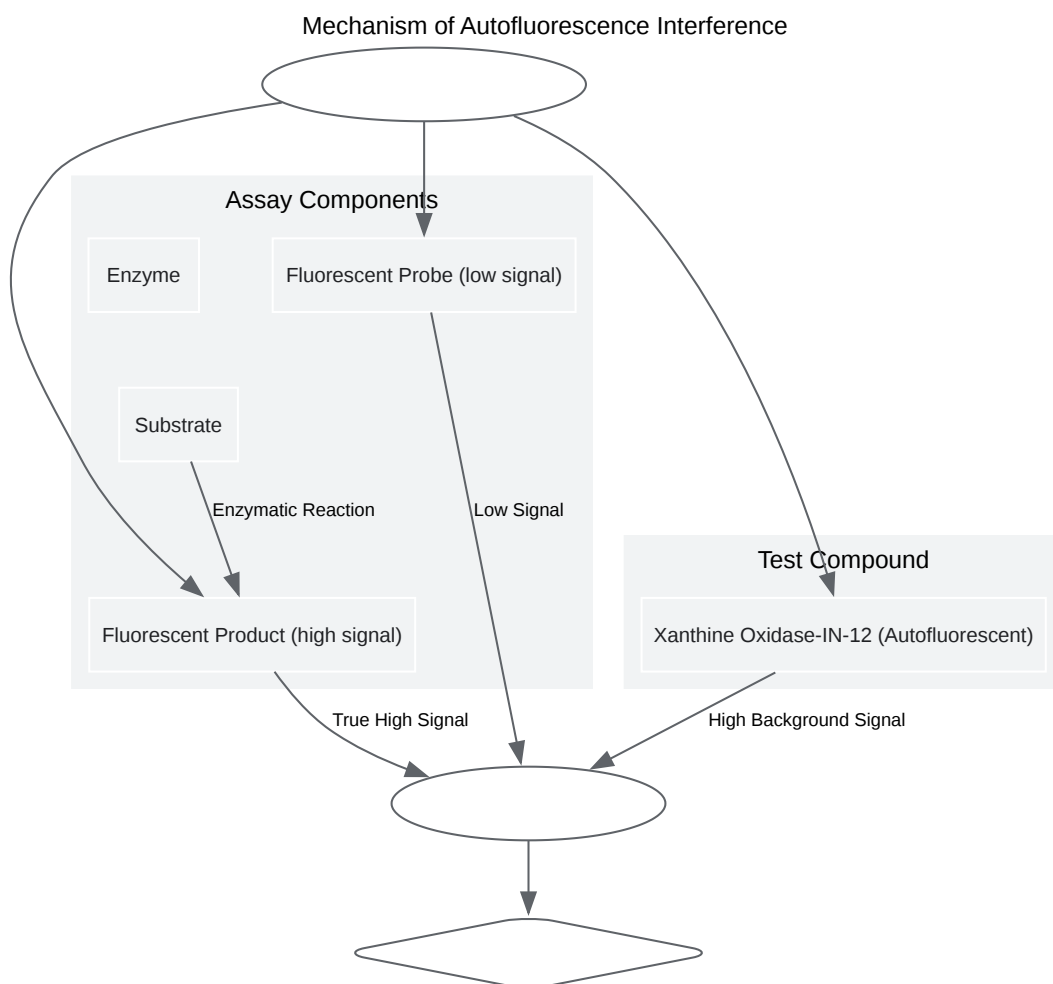 Mechanism of Autofluorescence Interference
Assay Components
Enzyme
Fluorescent Probe (low signal)
Substrate
Enzymatic Reaction
Low Signal
Test Compound
Fluorescent Product (high signal)
Xanthine Oxidase-IN-12 (Autofluorescent)
True High Signal
High Background Signal